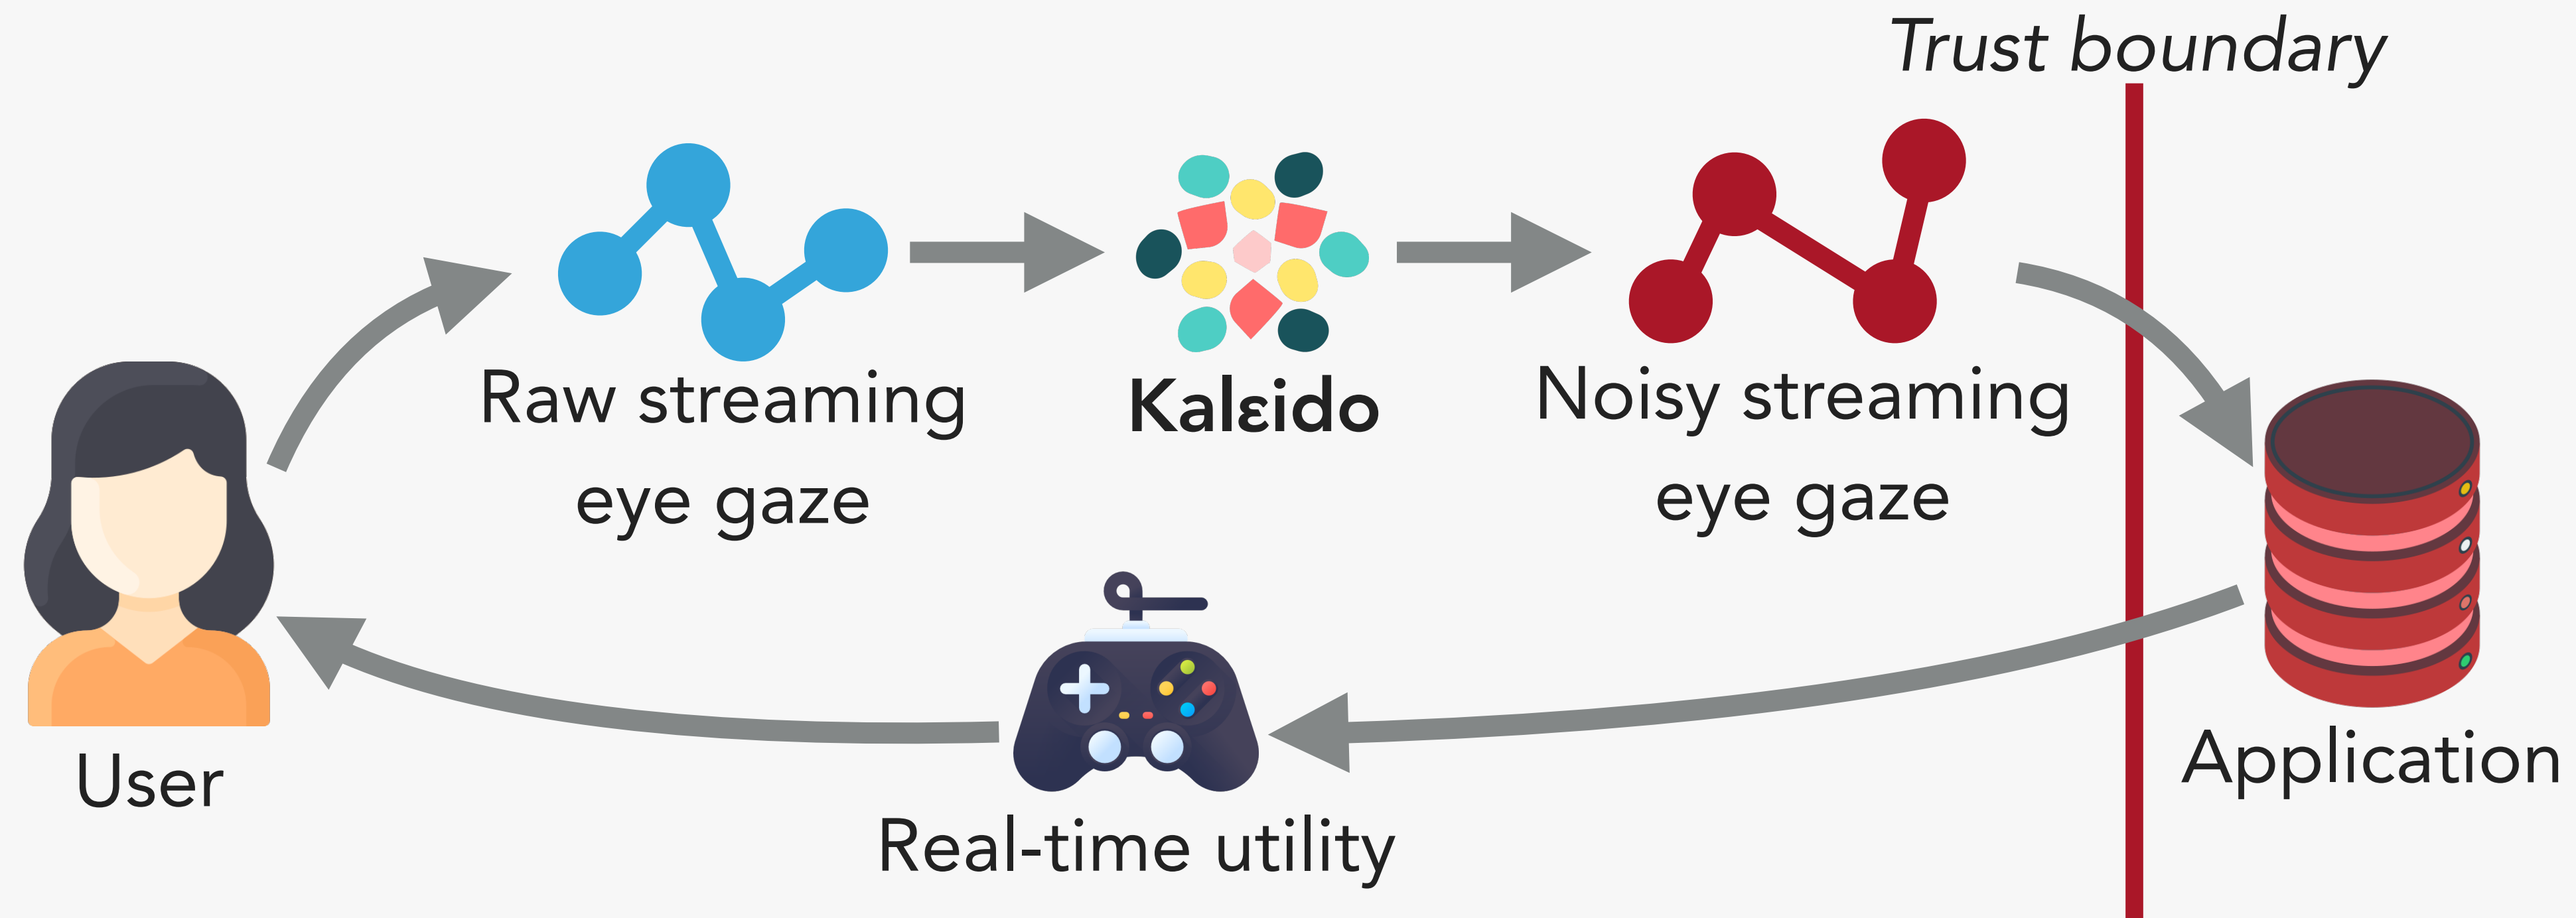 Trust boundary
Raw streaming
eye gaze
Kalεido
Noisy streaming
eye gaze
User
Real-time utility
Application